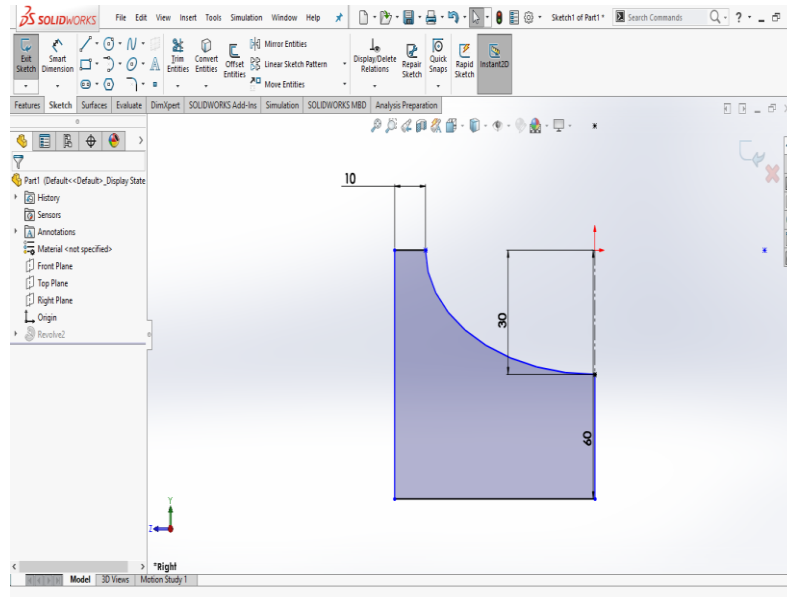 SOLIDWORKS File Edit View Insert Tools Simulation Window Help Sketch1 of Part1 * Search Commands ?
Exit Sketch
Smart Dimension
Trim Entities
Convert Entities
Offset Entities
Mirror Entities
Linear Sketch Pattern
Move Entities
Display/Delete Relations
Repair Sketch
Quick Snaps
Rapid Sketch
Instant2D
Features Sketch Surfaces Evaluate DimXpert SOLIDWORKS Add-Ins Simulation SOLIDWORKS MBD Analysis Preparation
Part1 (Default<<Default>_Display State
History
Sensors
Annotations
Material <not specified>
Front Plane
Top Plane
Right Plane
Origin
Revolve2
10
30
60
Y
Z
*Right
Model 3D Views Motion Study 1